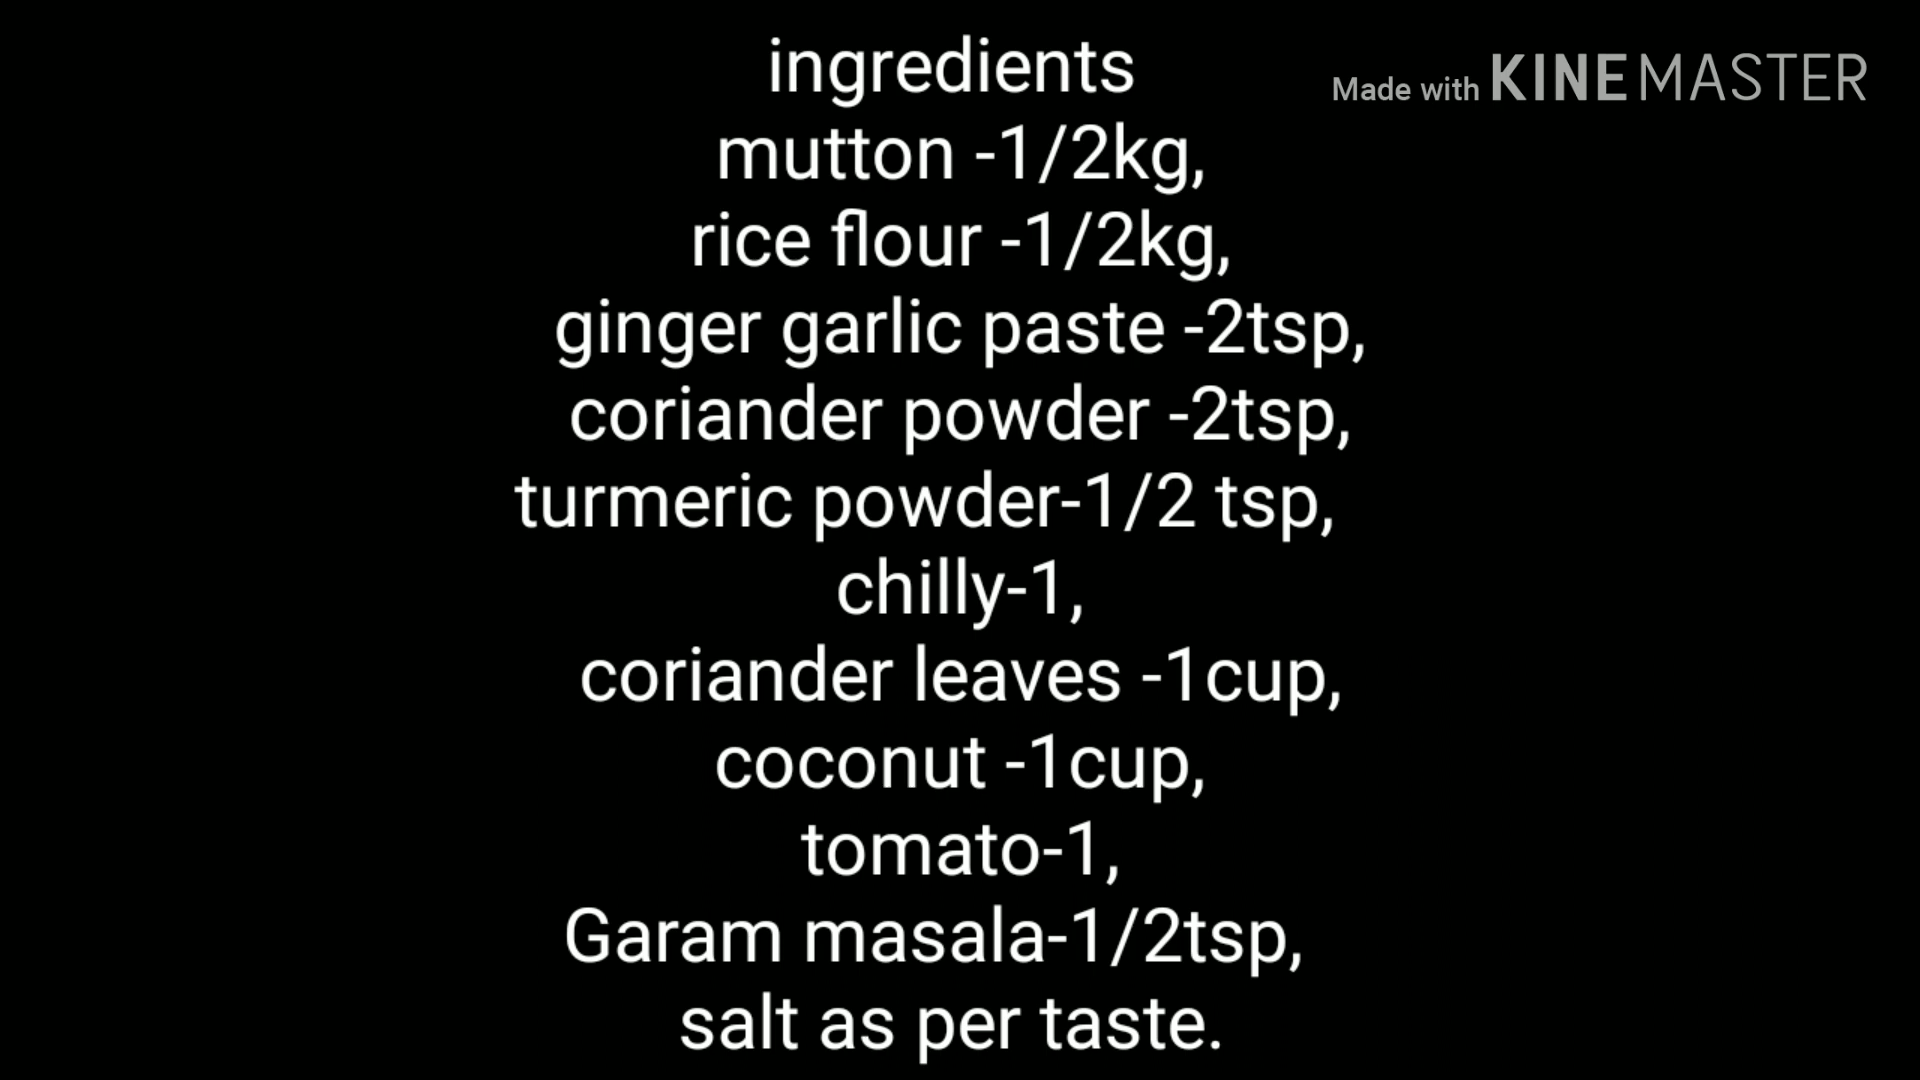 ingredients
Made with KINEMASTER
mutton -1/2kg,
rice flour -1/2kg,
ginger garlic paste -2tsp,
coriander powder -2tsp,
turmeric powder-1/2 tsp,
chilly-1,
coriander leaves -1cup,
coconut -1cup,
tomato-1,
Garam masala-1/2tsp,
salt as per taste.